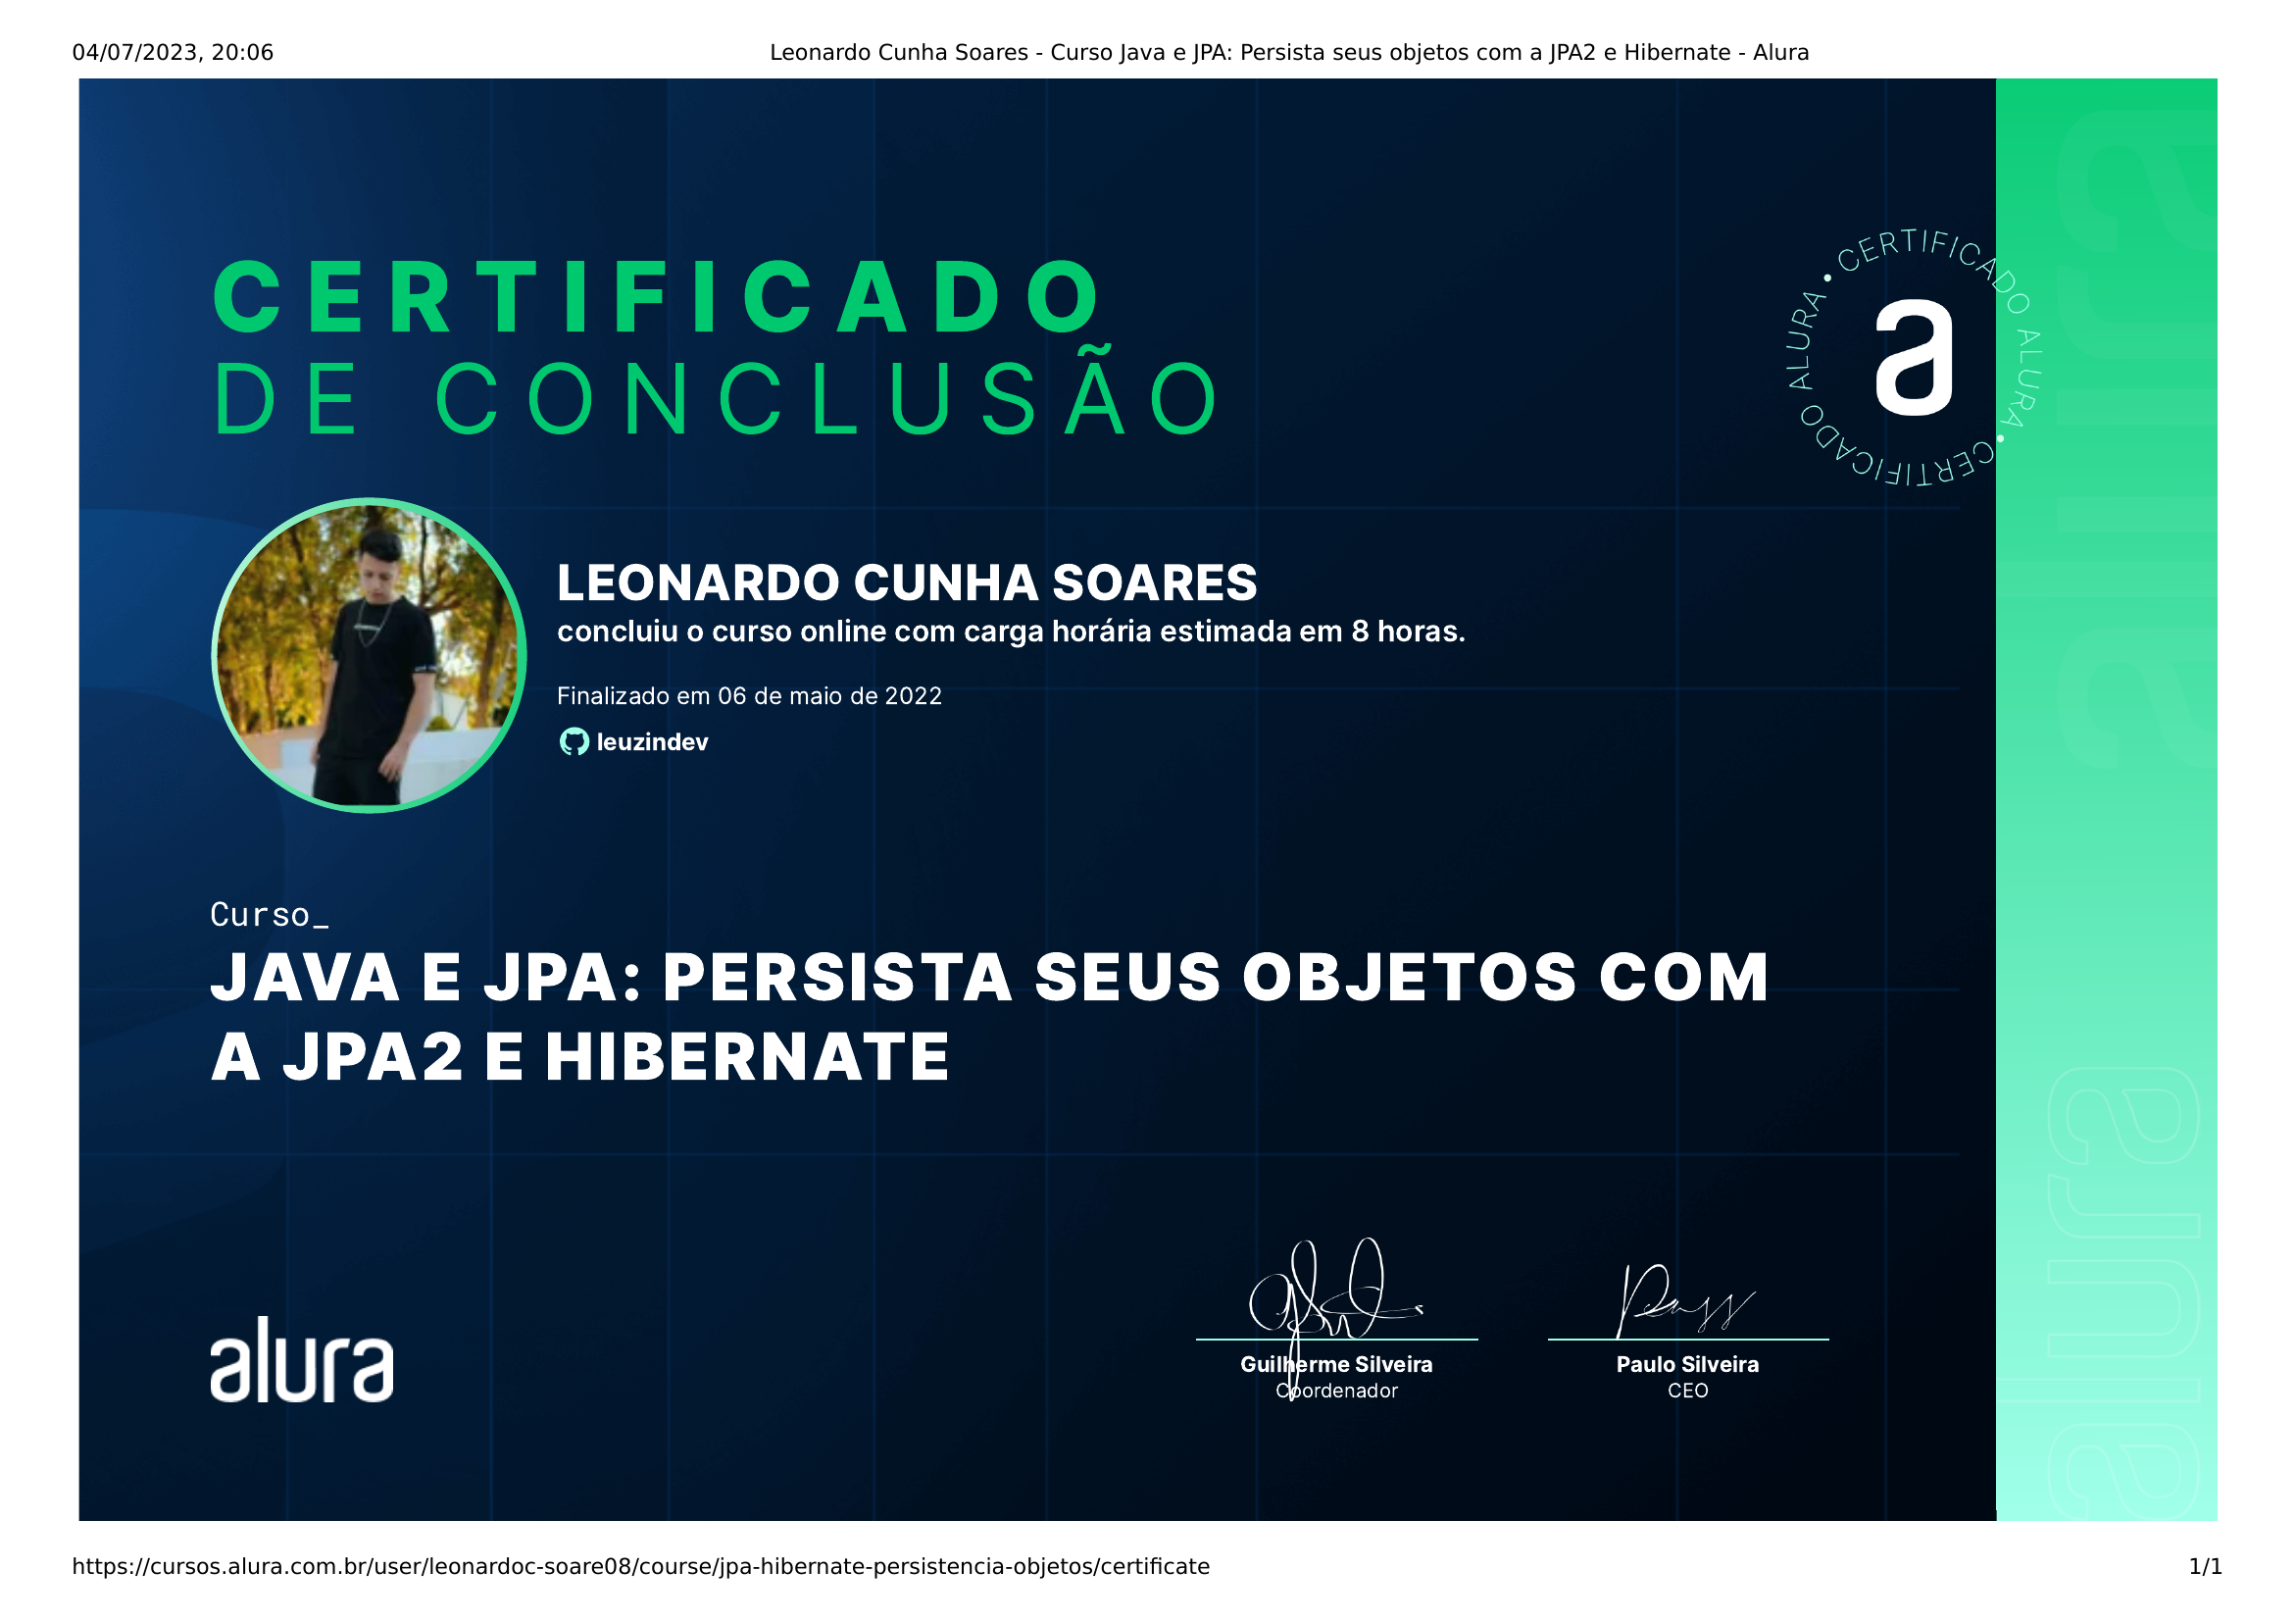 04/07/2023, 20:06
Leonardo Cunha Soares - Curso Java e JPA: Persista seus objetos com a JPA2 e Hibernate - Alura
CERTIFICADO
DE CONCLUSÃO
• CERTIFICADO ALURA • CERTIFICADO ALURA
a
LEONARDO CUNHA SOARES
concluiu o curso online com carga horária estimada em 8 horas.
Finalizado em 06 de maio de 2022
leuzindev
Curso_
JAVA E JPA: PERSISTA SEUS OBJETOS COM
A JPA2 E HIBERNATE
alura
Guilherme Silveira
Coordenador
Paulo Silveira
CEO
alura
alura
https://cursos.alura.com.br/user/leonardoc-soare08/course/jpa-hibernate-persistencia-objetos/certificate
1/1